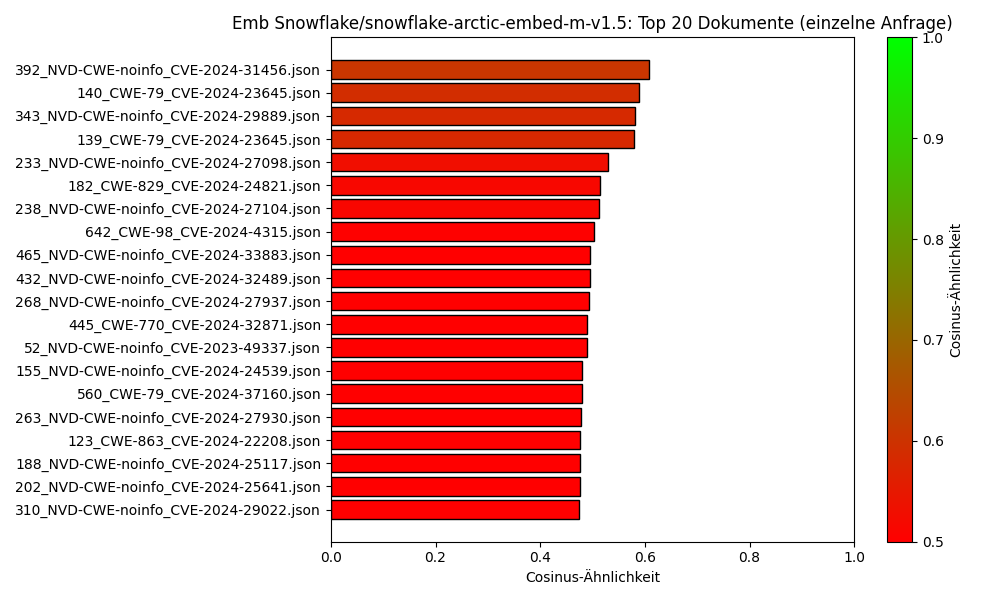 Emb Snowflake/snowflake-arctic-embed-m-v1.5: Top 20 Dokumente (einzelne Anfrage)
392_NVD-CWE-noinfo_CVE-2024-31456.json
140_CWE-79_CVE-2024-23645.json
343_NVD-CWE-noinfo_CVE-2024-29889.json
139_CWE-79_CVE-2024-23645.json
233_NVD-CWE-noinfo_CVE-2024-27098.json
182_CWE-829_CVE-2024-24821.json
238_NVD-CWE-noinfo_CVE-2024-27104.json
642_CWE-98_CVE-2024-4315.json
465_NVD-CWE-noinfo_CVE-2024-33883.json
432_NVD-CWE-noinfo_CVE-2024-32489.json
268_NVD-CWE-noinfo_CVE-2024-27937.json
445_CWE-770_CVE-2024-32871.json
52_NVD-CWE-noinfo_CVE-2023-49337.json
155_NVD-CWE-noinfo_CVE-2024-24539.json
560_CWE-79_CVE-2024-37160.json
263_NVD-CWE-noinfo_CVE-2024-27930.json
123_CWE-863_CVE-2024-22208.json
188_NVD-CWE-noinfo_CVE-2024-25117.json
202_NVD-CWE-noinfo_CVE-2024-25641.json
310_NVD-CWE-noinfo_CVE-2024-29022.json
0.0 0.2 0.4 0.6 0.8 1.0
Cosinus-Ähnlichkeit
1.0
0.9
0.8
0.7
0.6
0.5
Cosinus-Ähnlichkeit